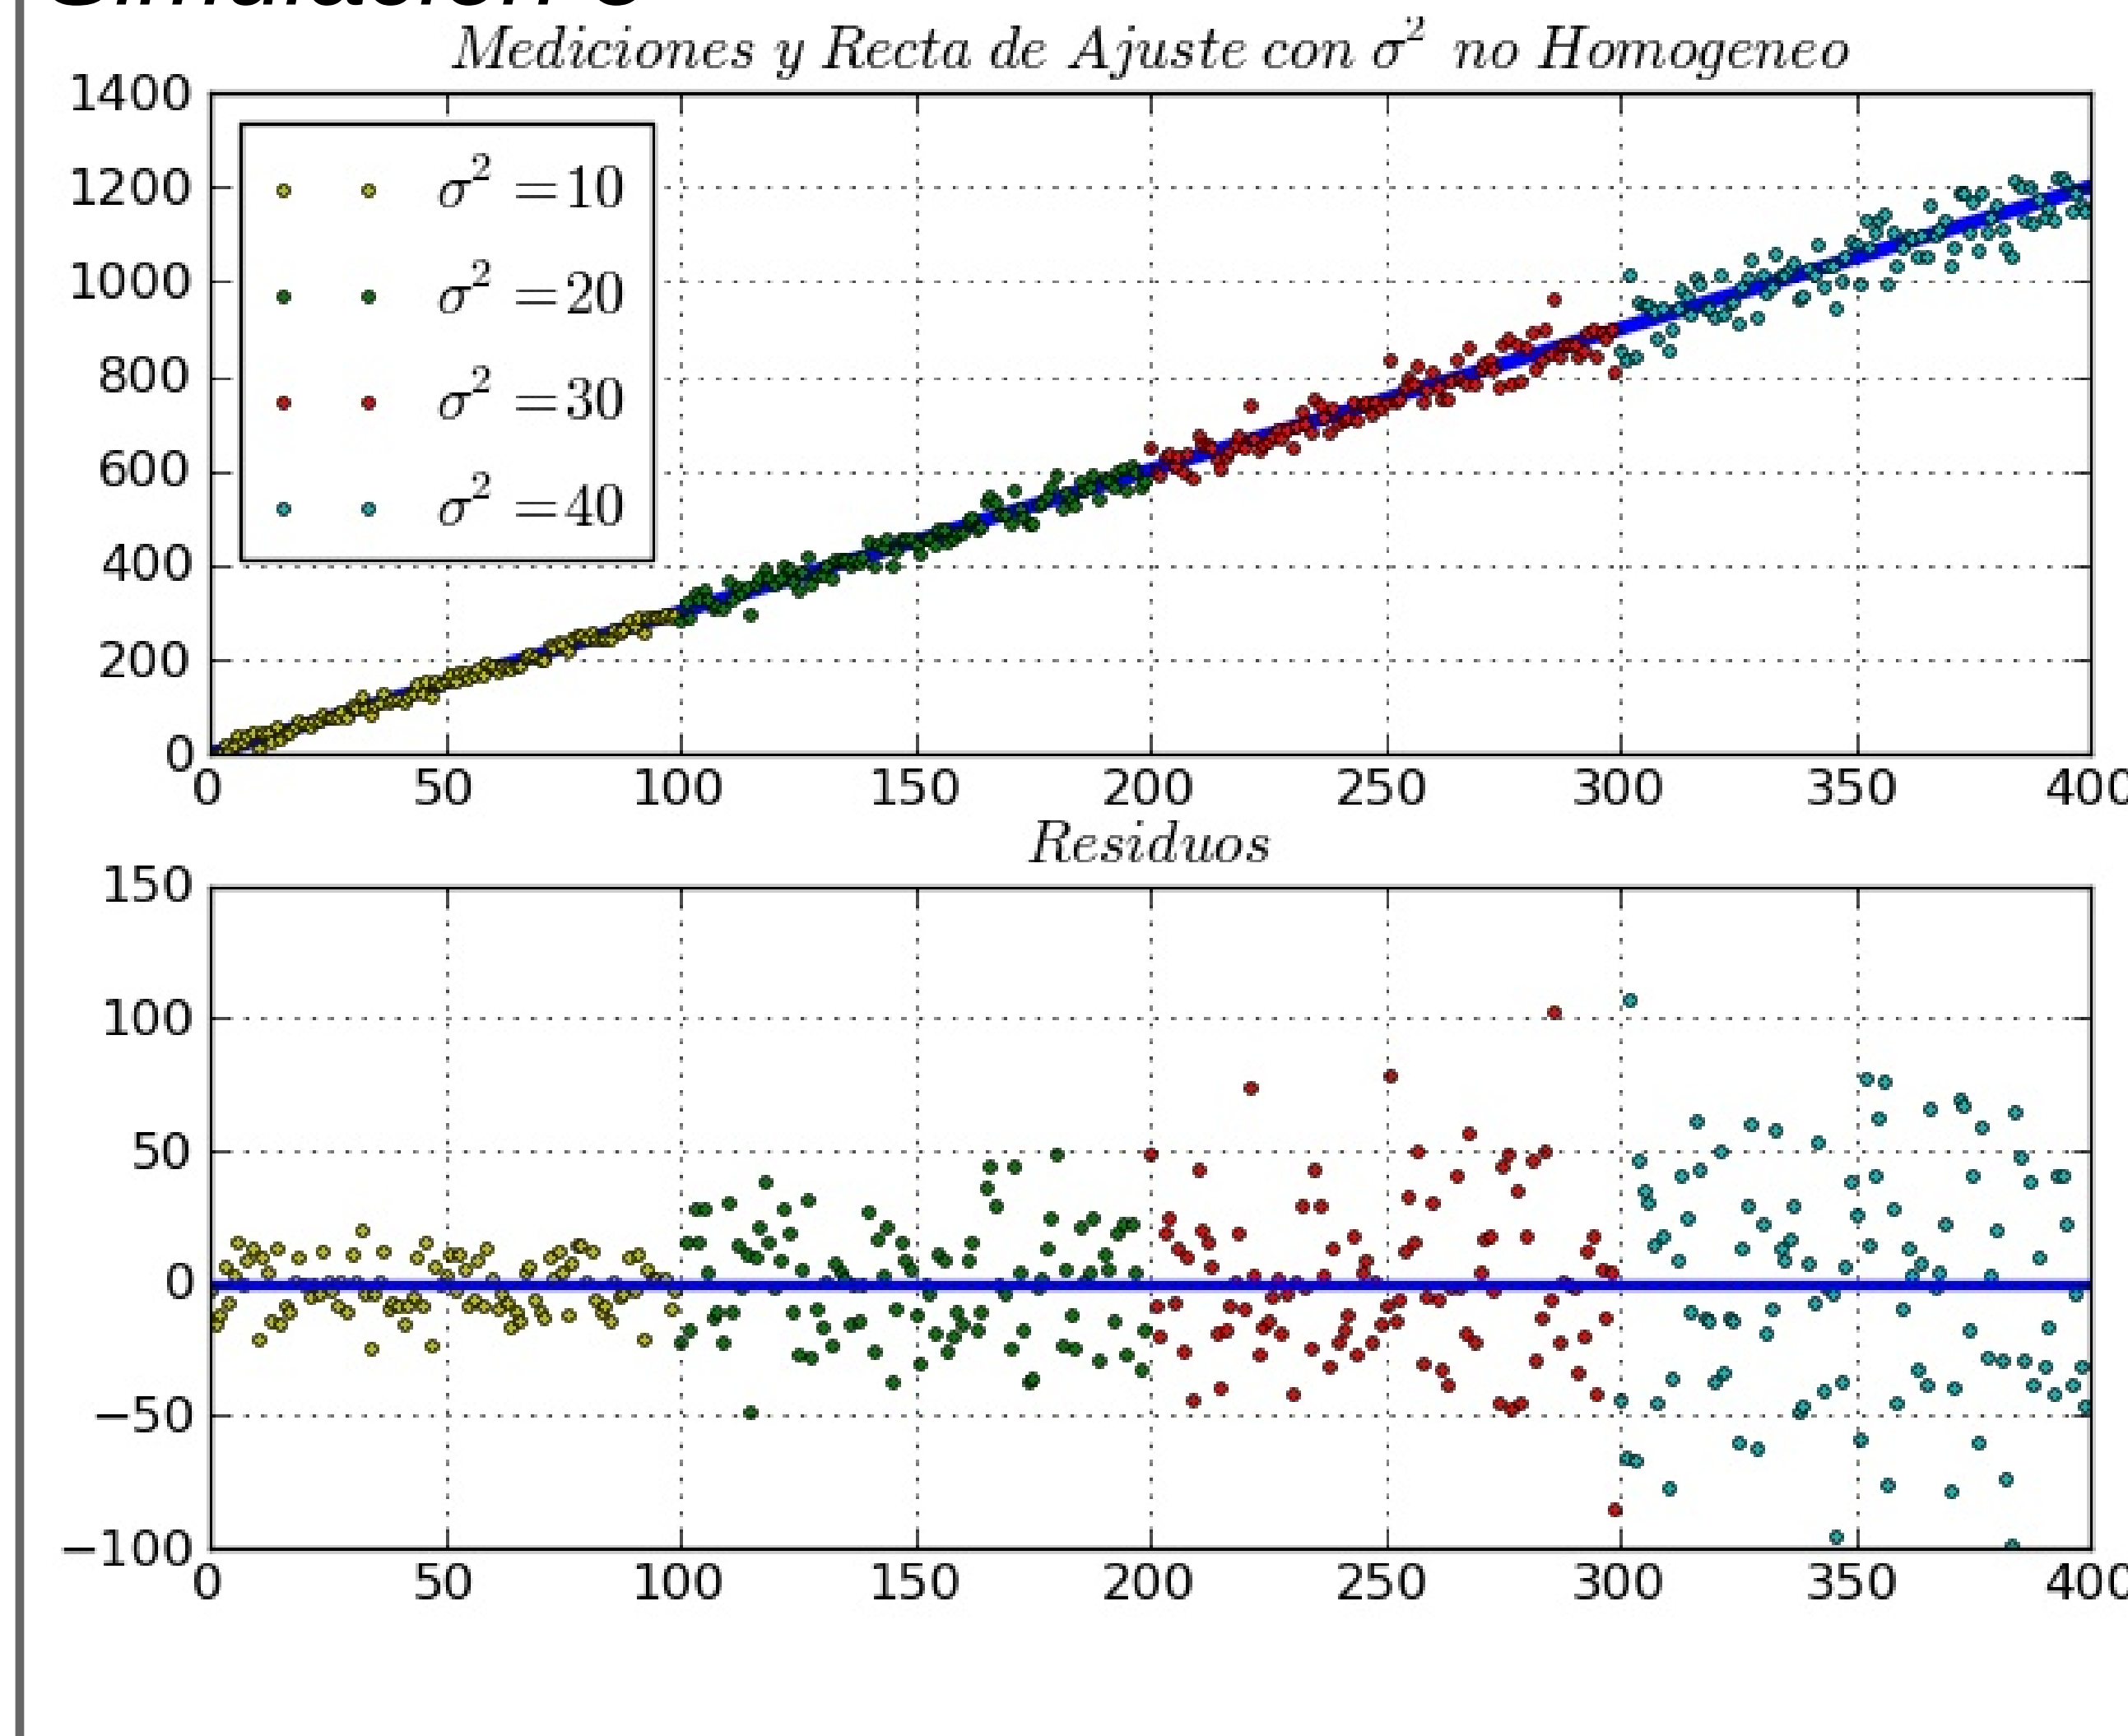 Mediciones y Recta de Ajuste con σ² no Homogeneo
1400
1200
1000
800
600
400
200
0
σ² = 10
σ² = 20
σ² = 30
σ² = 40
0 50 100 150 200 250 300 350 400
Residuos
150
100
50
0
−50
−100
0 50 100 150 200 250 300 350 400